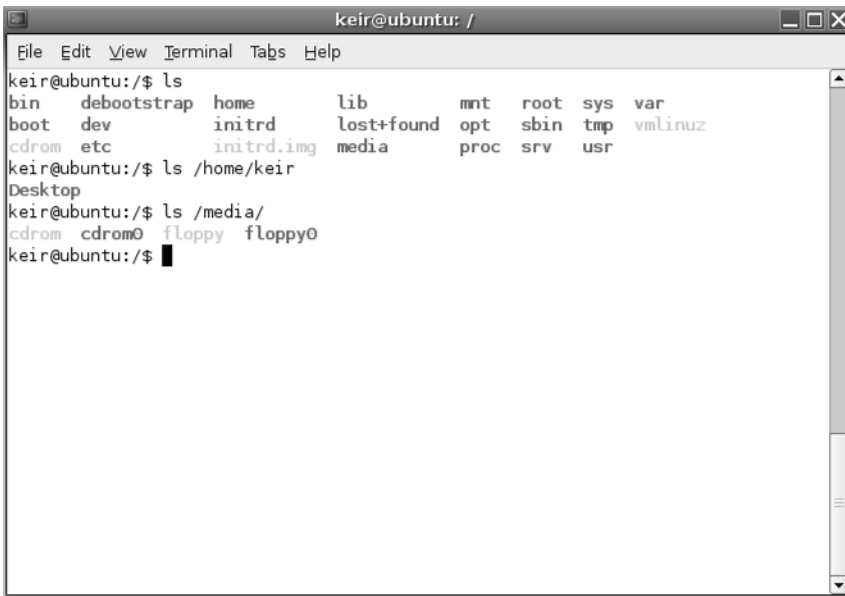 keir@ubuntu: /
File Edit View Terminal Tabs Help
keir@ubuntu:/$ ls
bin debootstrap home lib mnt root sys var
boot dev initrd lost+found opt sbin tmp vmlinuz
cdrom etc initrd.img media proc srv usr
keir@ubuntu:/$ ls /home/keir
Desktop
keir@ubuntu:/$ ls /media/
cdrom cdrom0 floppy floppy0
keir@ubuntu:/$